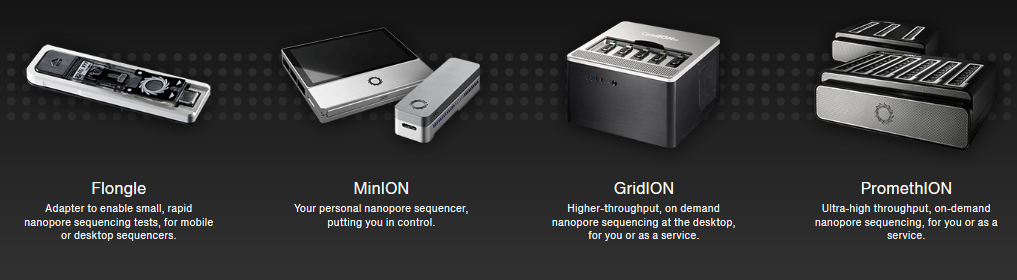 Flongle
Adapter to enable small, rapid
nanopore sequencing tests, for mobile
or desktop sequencers.
MinION
Your personal nanopore sequencer,
putting you in control.
GridION
Higher-throughput, on demand
nanopore sequencing at the desktop,
for you or as a service.
PromethION
Ultra-high throughput, on-demand
nanopore sequencing, for you or as a
service.